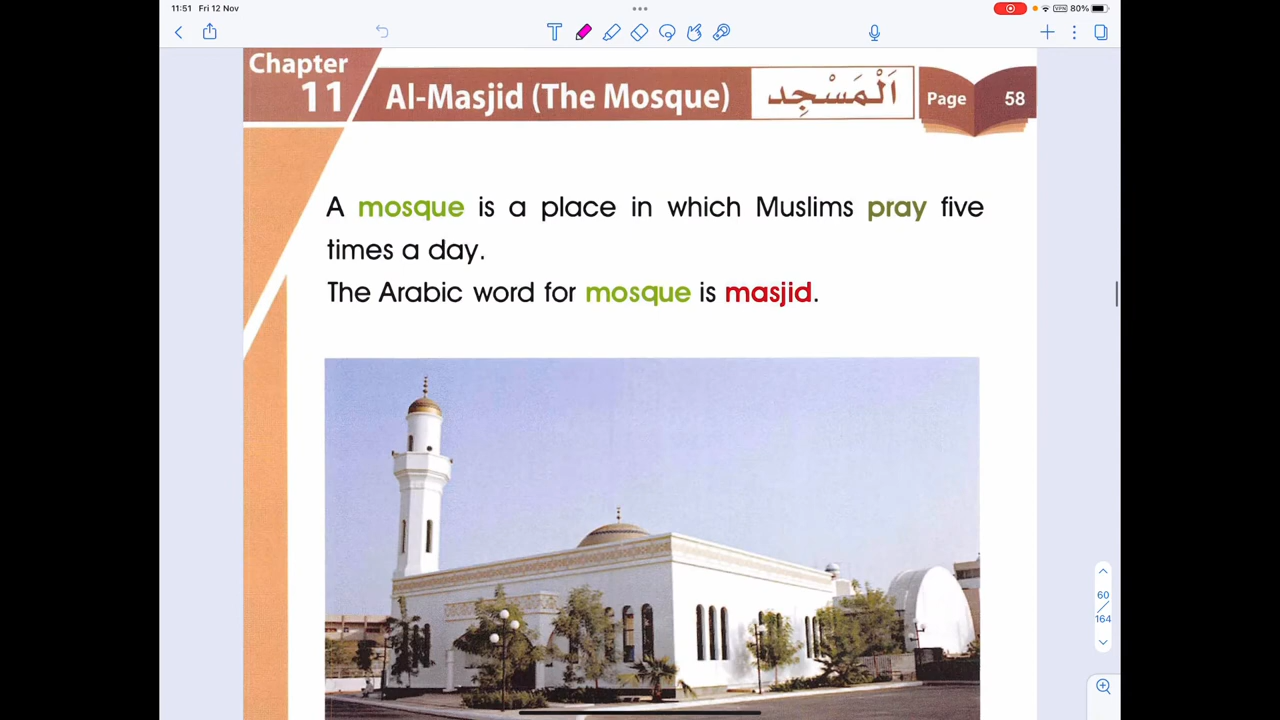 11:51 Fri 12 Nov
VPN 80%
Chapter
11
Al-Masjid (The Mosque)
اَلْمَسْجِد
Page 58
A mosque is a place in which Muslims pray five
times a day.
The Arabic word for mosque is masjid.
60
/
164